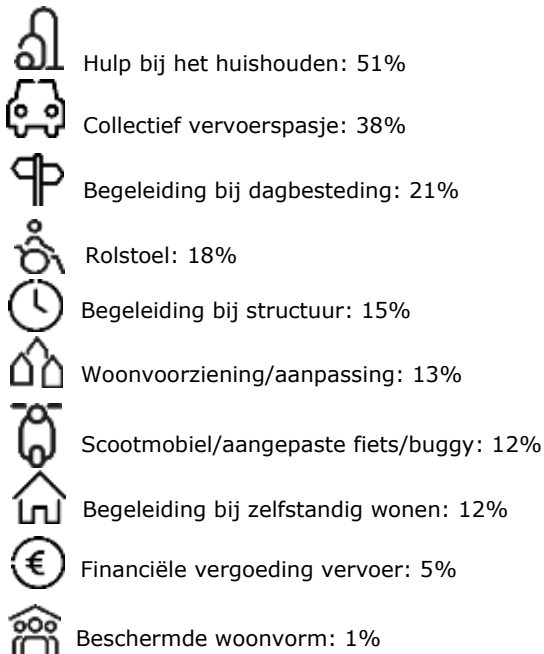 Hulp bij het huishouden: 51%
Collectief vervoerspasje: 38%
Begeleiding bij dagbesteding: 21%
Rolstoel: 18%
Begeleiding bij structuur: 15%
Woonvoorziening/aanpassing: 13%
Scootmobiel/aangepaste fiets/buggy: 12%
Begeleiding bij zelfstandig wonen: 12%
€ Financiële vergoeding vervoer: 5%
Beschermde woonvorm: 1%